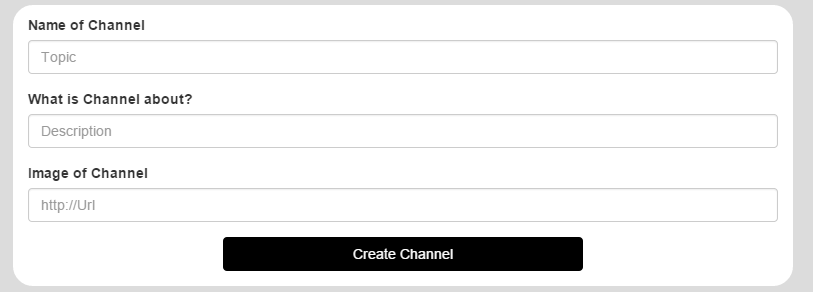 Name of Channel
Topic
What is Channel about?
Description
Image of Channel
http://Url
Create Channel